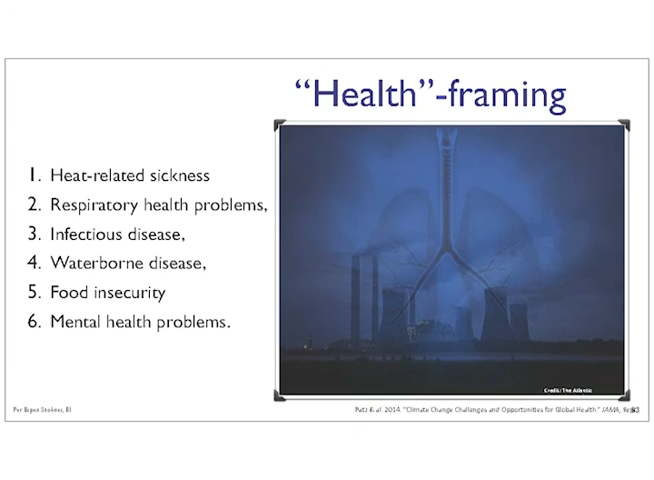 "Health"-framing
1. Heat-related sickness
2. Respiratory health problems,
3. Infectious disease,
4. Waterborne disease,
5. Food insecurity
6. Mental health problems.
Credit: The Atlantic
Per Espen Stoknes, BI
Patz & al. 2014. "Climate Change Challenges and Opportunities for Global Health." JAMA,